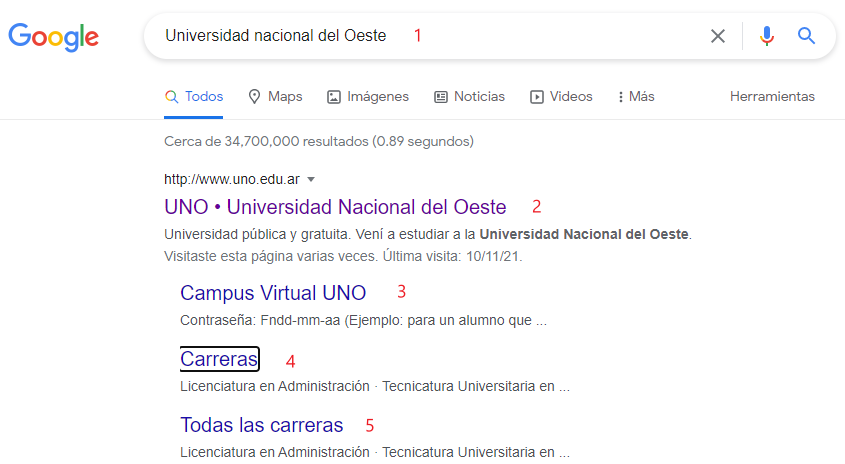 Google Universidad nacional del Oeste 1
Todos Maps Imágenes Noticias Videos Más Herramientas
Cerca de 34,700,000 resultados (0.89 segundos)
http://www.uno.edu.ar
UNO • Universidad Nacional del Oeste 2
Universidad pública y gratuita. Vení a estudiar a la Universidad Nacional del Oeste.
Visitaste esta página varias veces. Última visita: 10/11/21.
Campus Virtual UNO 3
Contraseña: Fndd-mm-aa (Ejemplo: para un alumno que ...
Carreras 4
Licenciatura en Administración · Tecnicatura Universitaria en ...
Todas las carreras 5
Licenciatura en Administración · Tecnicatura Universitaria en ...